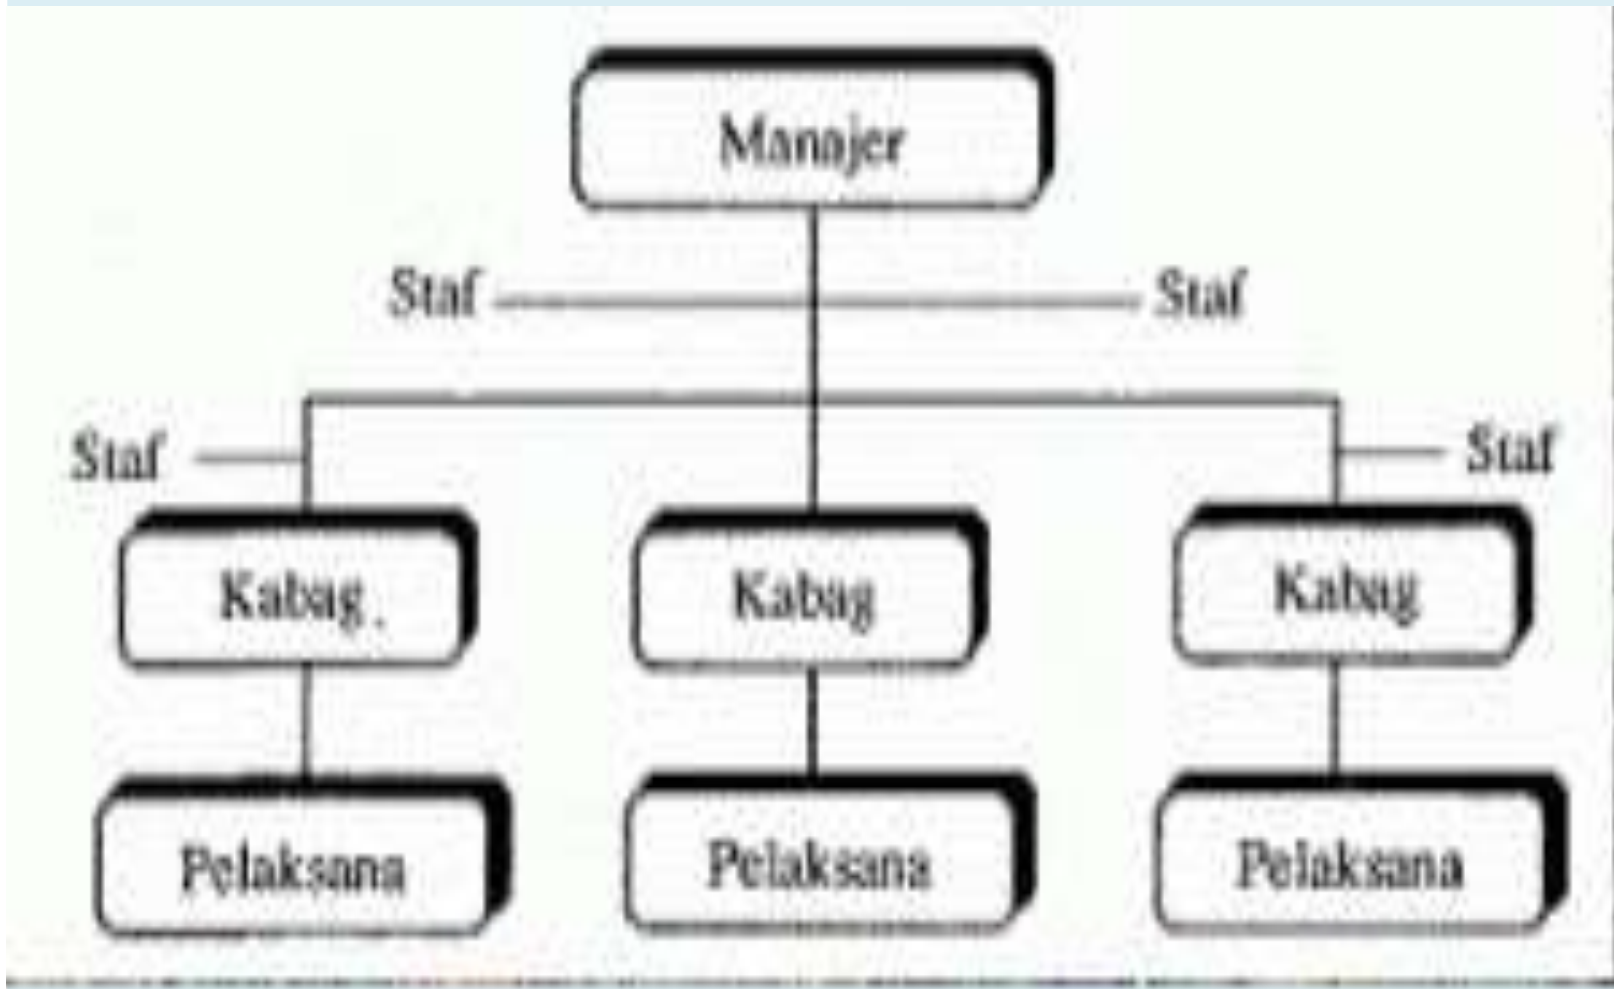 Manajer
Staf
Staf
Staf
Staf
Kabag.
Kabag
Kabag
Pelaksana
Pelaksana
Pelaksana